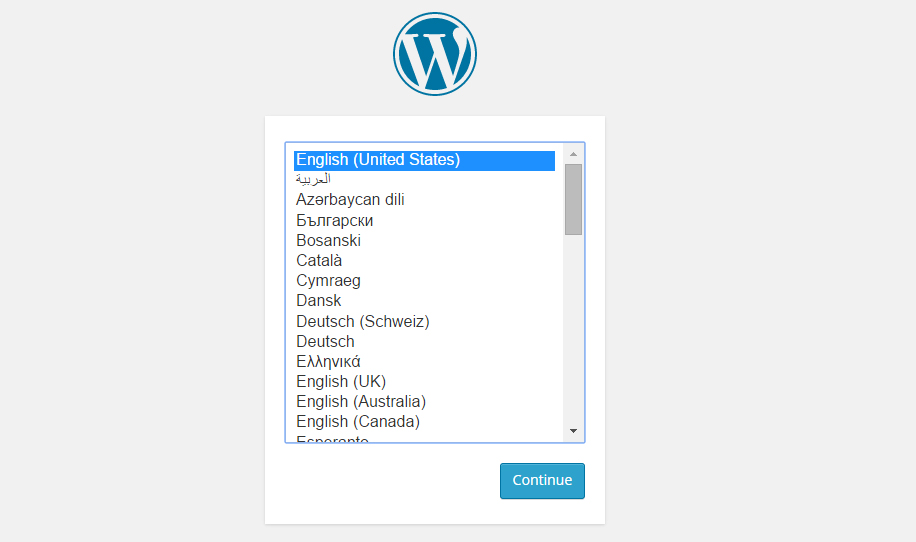 English (United States)
العربية
Azərbaycan dili
Български
Bosanski
Català
Cymraeg
Dansk
Deutsch (Schweiz)
Deutsch
Ελληνικά
English (UK)
English (Australia)
English (Canada)
Esperanto
Continue